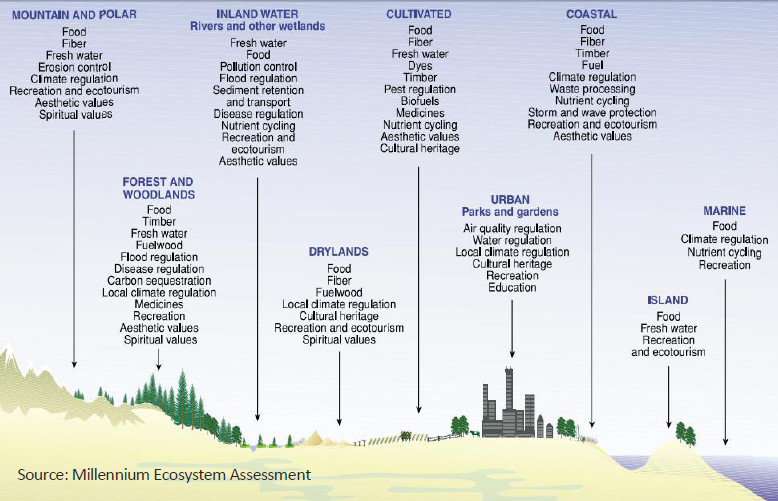 MOUNTAIN AND POLAR
Food
Fiber
Fresh water
Erosion control
Climate regulation
Recreation and ecotourism
Aesthetic values
Spiritual values
INLAND WATER
Rivers and other wetlands
Fresh water
Food
Pollution control
Flood regulation
Sediment retention
and transport
Disease regulation
Nutrient cycling
Recreation and
ecotourism
Aesthetic values
CULTIVATED
Food
Fiber
Fresh water
Dyes
Timber
Pest regulation
Biofuels
Medicines
Nutrient cycling
Aesthetic values
Cultural heritage
COASTAL
Food
Fiber
Timber
Fuel
Climate regulation
Waste processing
Nutrient cycling
Storm and wave protection
Recreation and ecotourism
Aesthetic values
FOREST AND
WOODLANDS
Food
Timber
Fresh water
Fuelwood
Flood regulation
Disease regulation
Carbon sequestration
Local climate regulation
Medicines
Recreation
Aesthetic values
Spiritual values
DRYLANDS
Food
Fiber
Fuelwood
Local climate regulation
Cultural heritage
Recreation and ecotourism
Spiritual values
URBAN
Parks and gardens
Air quality regulation
Water regulation
Local climate regulation
Cultural heritage
Recreation
Education
MARINE
Food
Climate regulation
Nutrient cycling
Recreation
ISLAND
Food
Fresh water
Recreation
and ecotourism
Source: Millennium Ecosystem Assessment